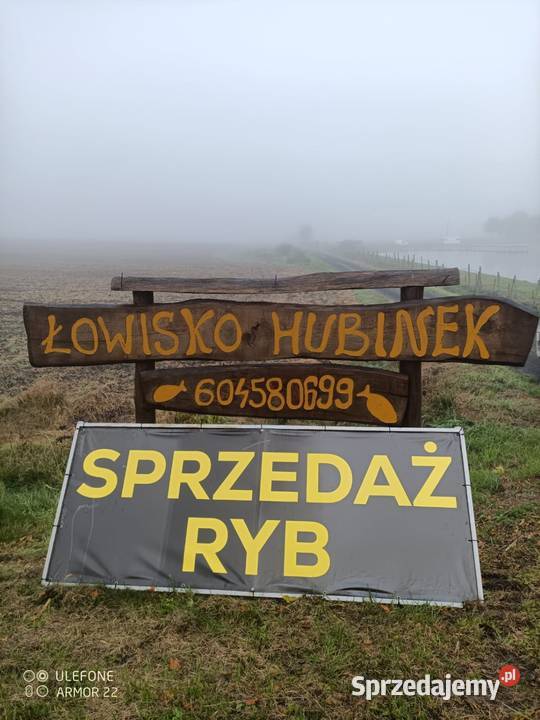 ŁOWISKO HUBINEK
604580699
SPRZEDAŻ
RYB
ULEFONE
ARMOR 22
Sprzedajemy.pl